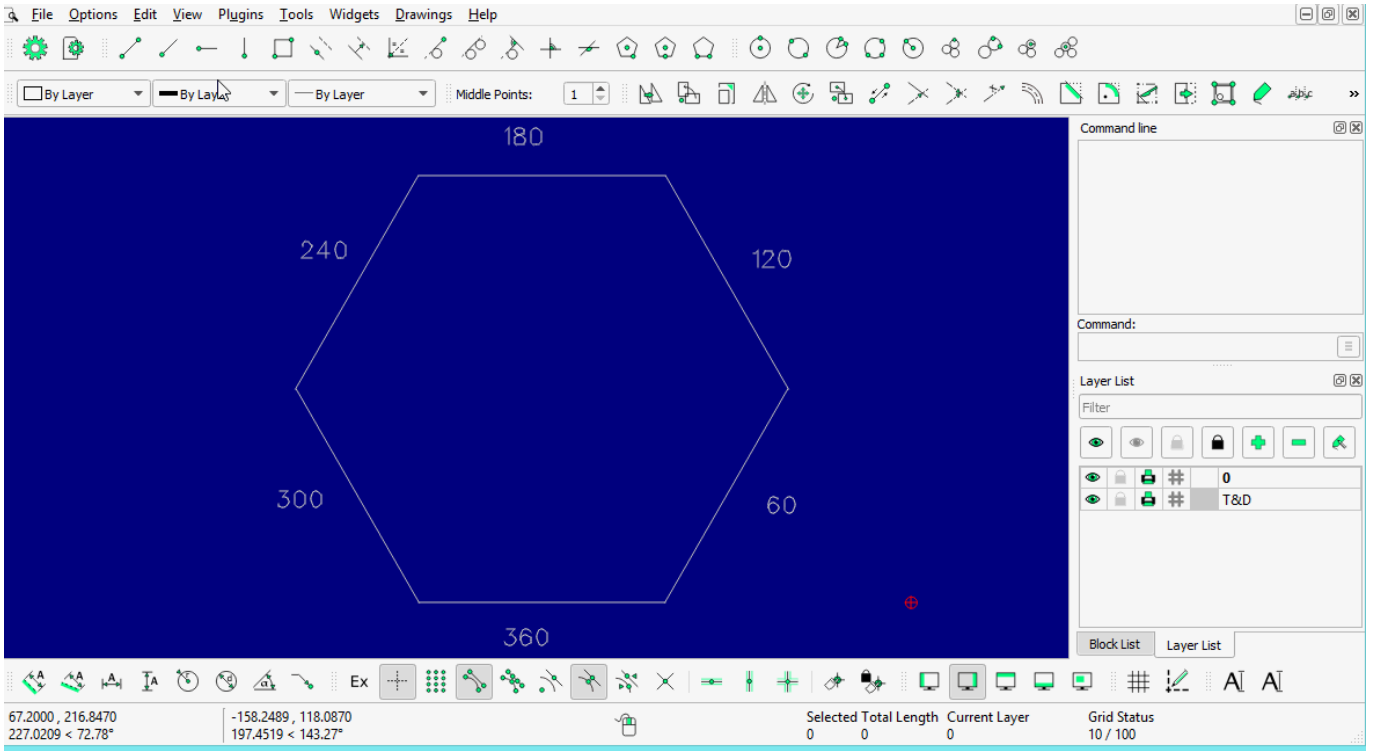 File Options Edit View Plugins Tools Widgets Drawings Help
By Layer By Layer By Layer Middle Points: 1 »
180
240
120
300
60
360
Command line
Command:
Layer List
Filter
0
T&D
Block List Layer List
Ex
67.2000 , 216.8470
227.0209 < 72.78°
-158.2489 , 118.0870
197.4519 < 143.27°
Selected Total Length Current Layer
0 0 0
Grid Status
10 / 100